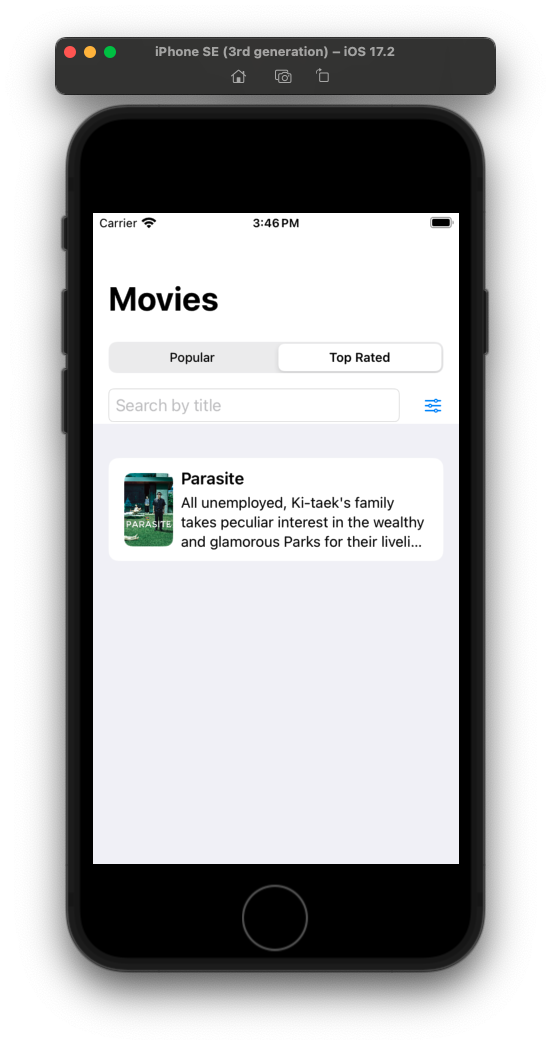 iPhone SE (3rd generation) – iOS 17.2
Carrier 3:46 PM
Movies
Popular Top Rated
Search by title
Parasite
All unemployed, Ki-taek's family
takes peculiar interest in the wealthy
and glamorous Parks for their liveli...
PARASITE